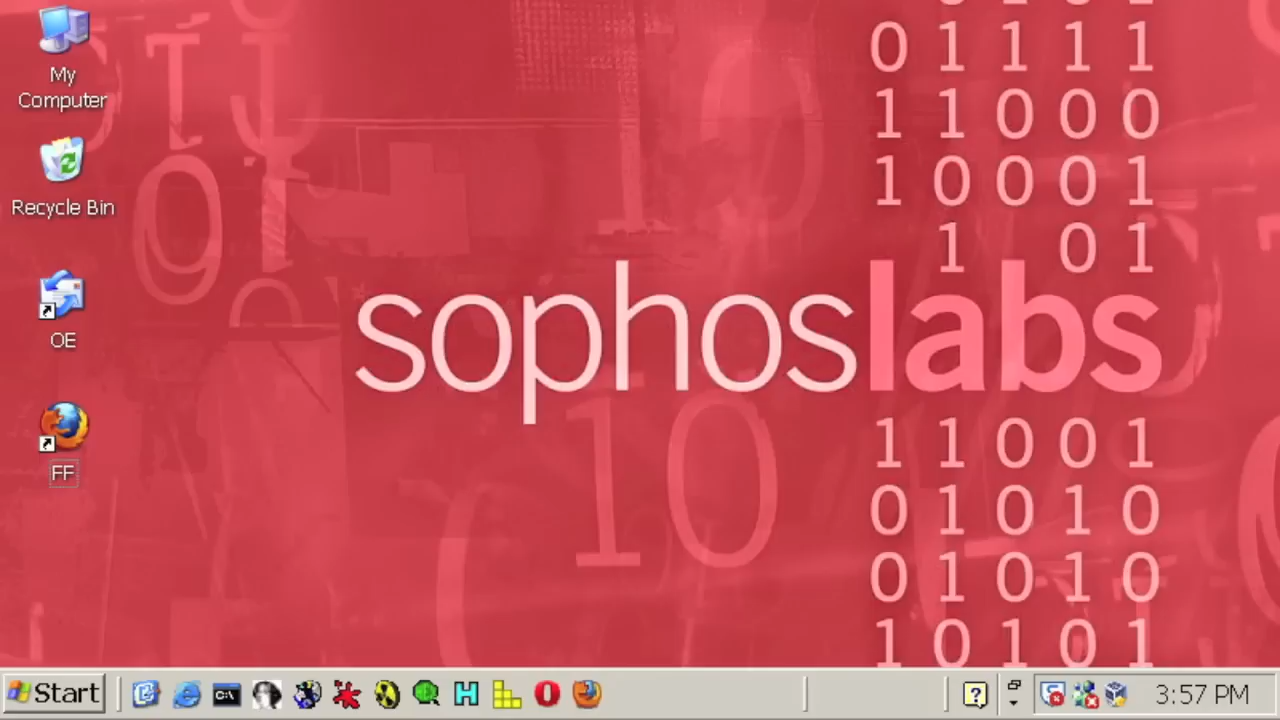 My
Computer
Recycle Bin
OE
FF
0 1 1 1 1
1 1 0 0 0
1 0 0 0 1
1 0 1
sophoslabs
10
1 1 0 0 1
0 1 0 1 0
0 1 0 1 0
1 0 1 0 1
Start
C:\
H
?
3:57 PM